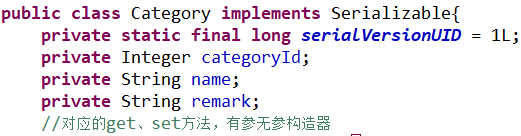 public class Category implements Serializable{
    private static final long serialVersionUID = 1L;
    private Integer categoryId;
    private String name;
    private String remark;
    //对应的get、set方法，有参无参构造器